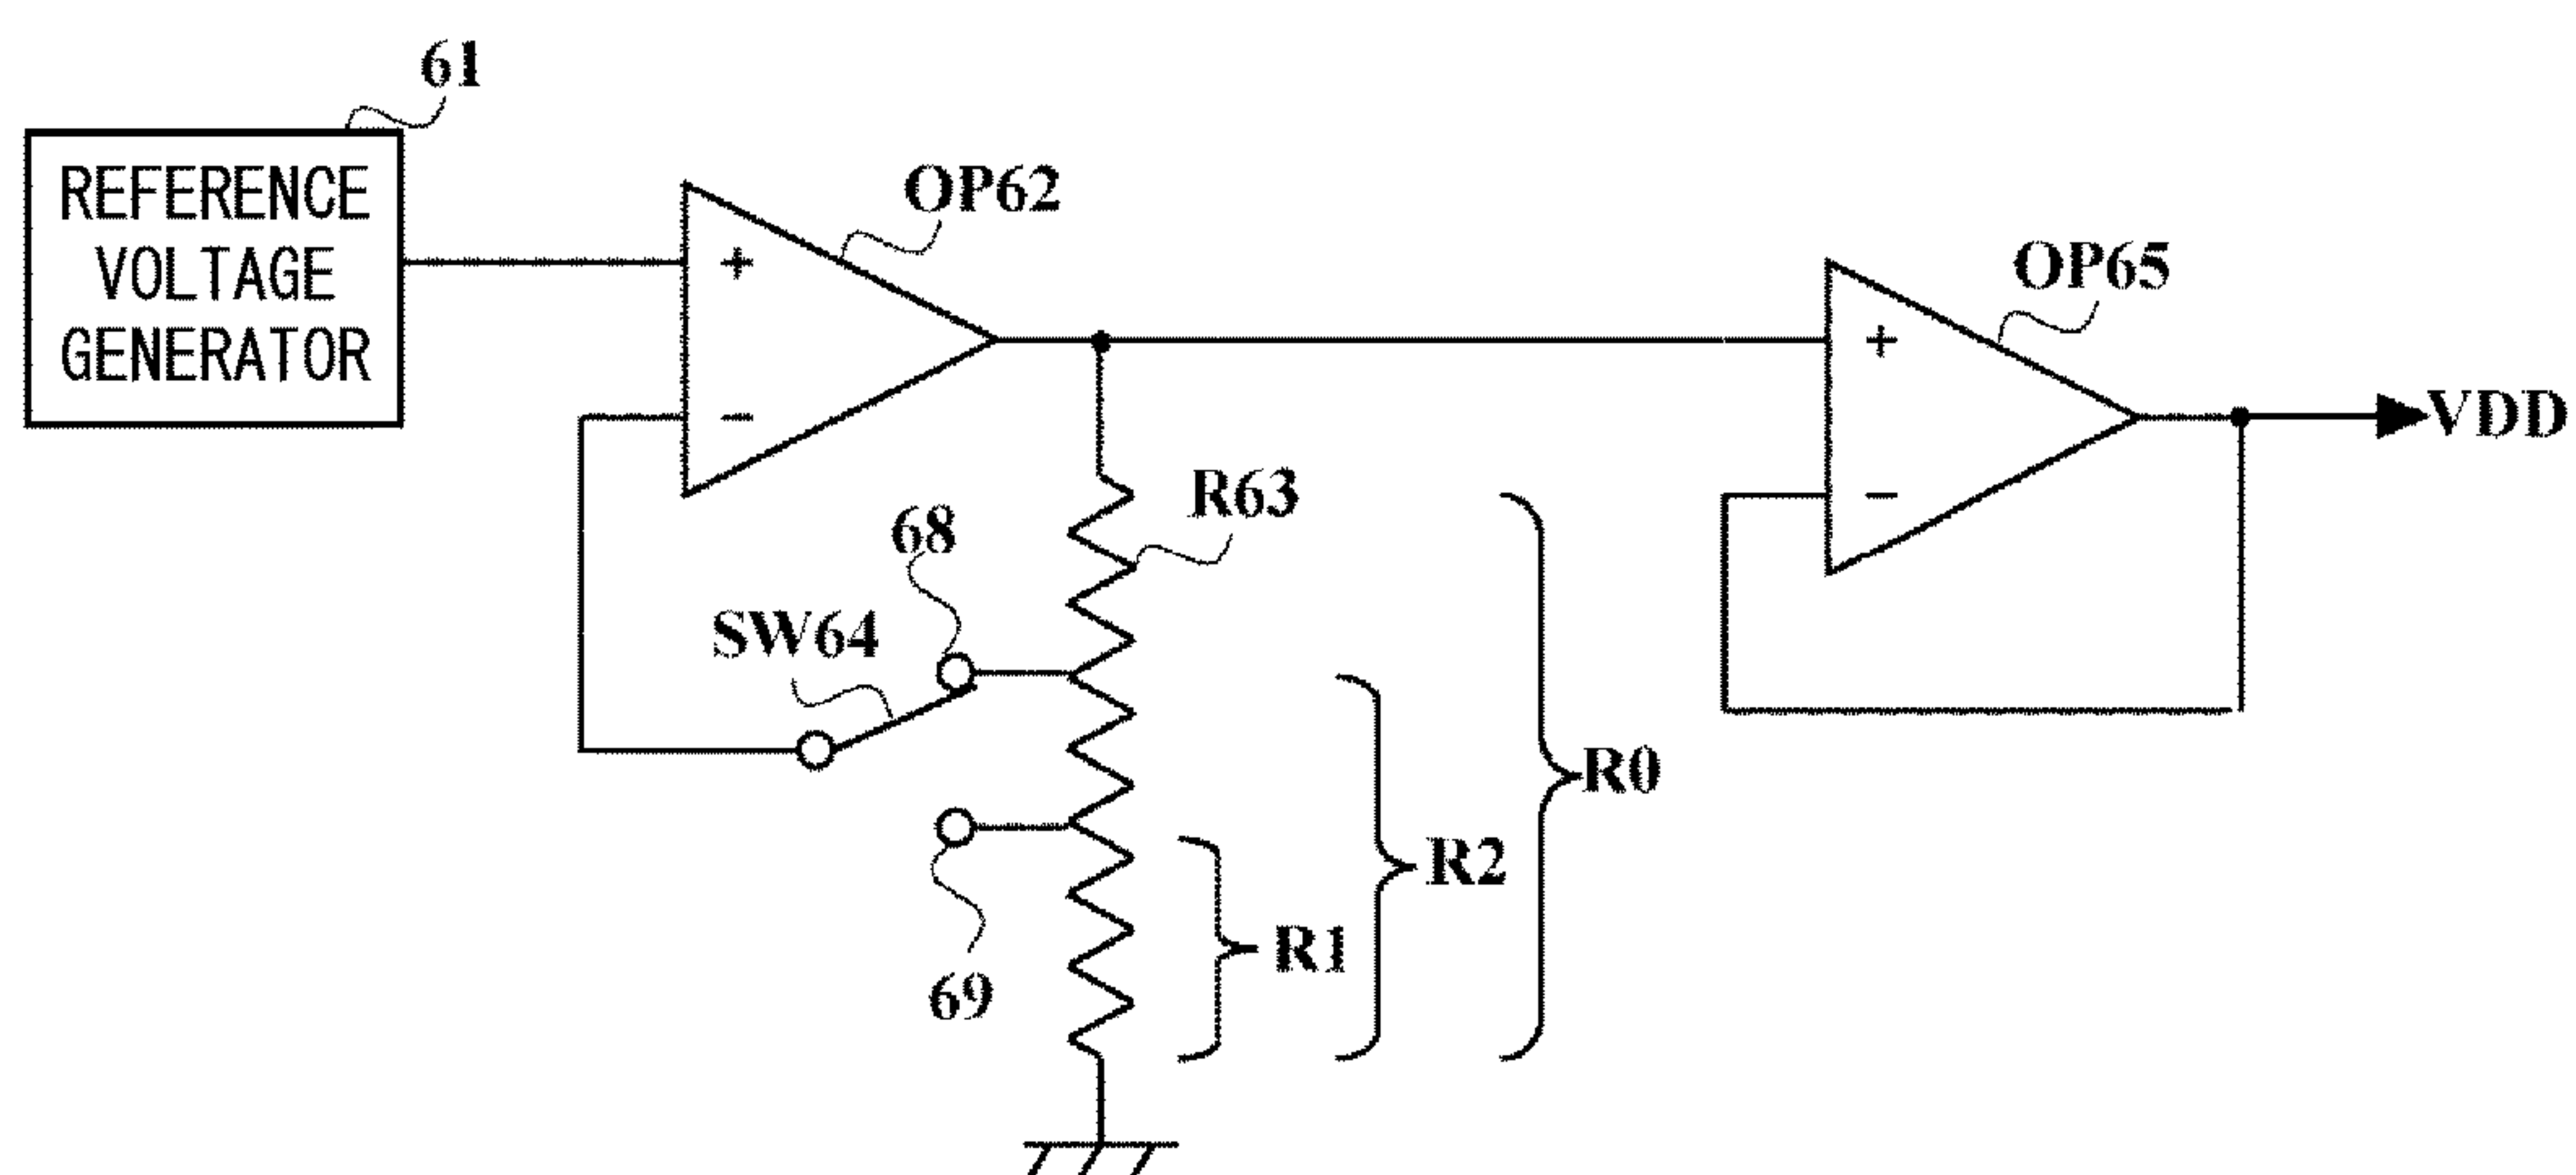 61
REFERENCE
VOLTAGE
GENERATOR
OP62
+
−
OP65
+
−
VDD
R63
68
SW64
69
R1
R2
R0